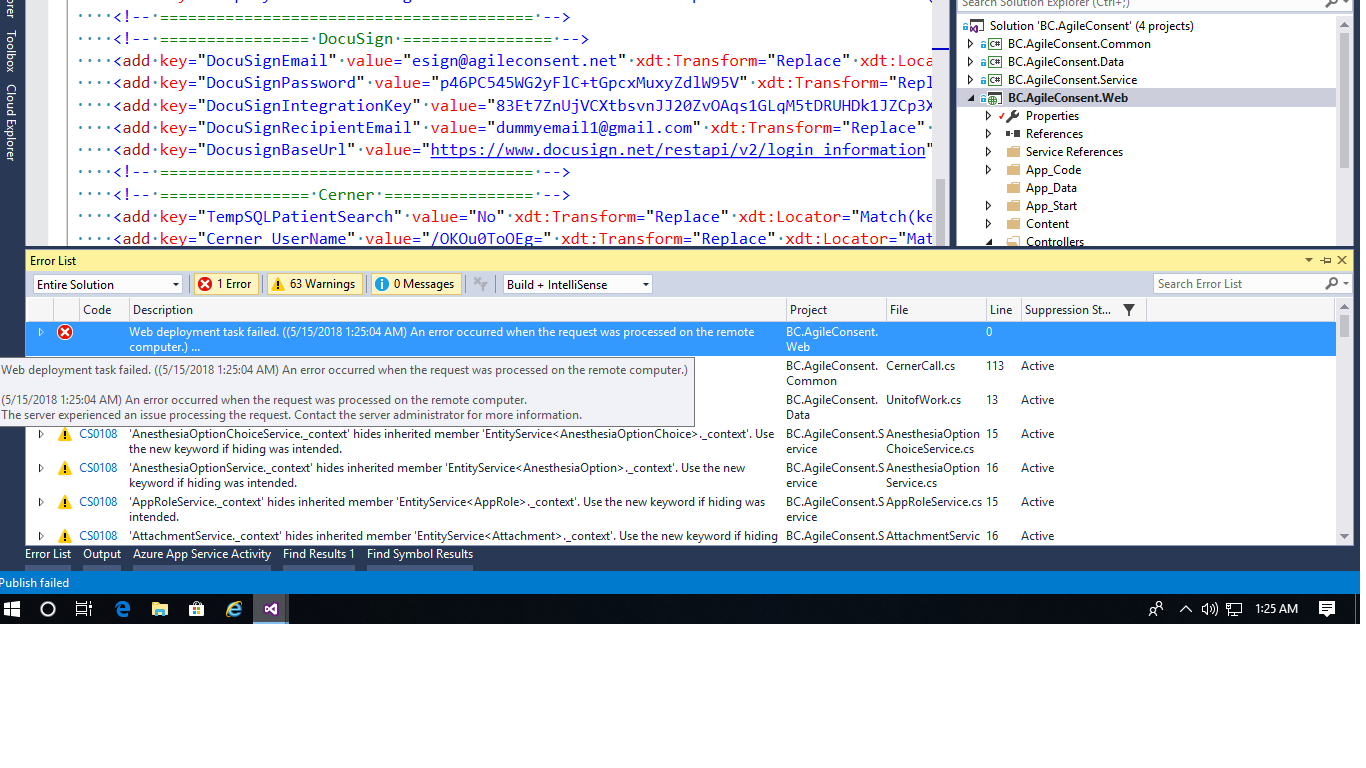 Toolbox
Cloud Explorer
<!-- ======================================== -->
<!-- ================ DocuSign ================ -->
<add key="DocuSignEmail" value="esign@agileconsent.net" xdt:Transform="Replace" xdt:Loca
<add key="DocuSignPassword" value="p46PC545WG2yFlC+tGpcxMuxyZdlW95V" xdt:Transform="Repl
<add key="DocuSignIntegrationKey" value="83Et7ZnUjVCXtbsvnJJ20ZvOAqs1GLqM5tDRUHDk1JZCp3X
<add key="DocuSignRecipientEmail" value="dummyemail1@gmail.com" xdt:Transform="Replace"
<add key="DocusignBaseUrl" value="https://www.docusign.net/restapi/v2/login_information"
<!-- ======================================== -->
<!-- ================ Cerner ================ -->
<add key="TempSQLPatientSearch" value="No" xdt:Transform="Replace" xdt:Locator="Match(ke
<add key="Cerner_UserName" value="/OKOu0ToOEg=" xdt:Transform="Replace" xdt:Locator="Mat
Search Solution Explorer (Ctrl+;)
Solution 'BC.AgileConsent' (4 projects)
BC.AgileConsent.Common
BC.AgileConsent.Data
BC.AgileConsent.Service
BC.AgileConsent.Web
Properties
References
Service References
App_Code
App_Data
App_Start
Content
Controllers
Error List
Entire Solution
1 Error
63 Warnings
0 Messages
Build + IntelliSense
Search Error List
Code Description Project File Line Suppression St...
Web deployment task failed. ((5/15/2018 1:25:04 AM) An error occurred when the request was processed on the remote BC.AgileConsent. 0
computer.) ... Web
Web deployment task failed. ((5/15/2018 1:25:04 AM) An error occurred when the request was processed on the remote computer.)
(5/15/2018 1:25:04 AM) An error occurred when the request was processed on the remote computer.
The server experienced an issue processing the request. Contact the server administrator for more information.
BC.AgileConsent. CernerCall.cs 113 Active
Common
BC.AgileConsent. UnitofWork.cs 13 Active
Data
CS0108 'AnesthesiaOptionChoiceService._context' hides inherited member 'EntityService<AnesthesiaOptionChoice>._context'. Use BC.AgileConsent.S AnesthesiaOption 15 Active
the new keyword if hiding was intended. ervice ChoiceService.cs
CS0108 'AnesthesiaOptionService._context' hides inherited member 'EntityService<AnesthesiaOption>._context'. Use the new BC.AgileConsent.S AnesthesiaOption 16 Active
keyword if hiding was intended. ervice Service.cs
CS0108 'AppRoleService._context' hides inherited member 'EntityService<AppRole>._context'. Use the new keyword if hiding was BC.AgileConsent.S AppRoleService.cs 15 Active
intended. ervice
CS0108 'AttachmentService._context' hides inherited member 'EntityService<Attachment>._context'. Use the new keyword if hiding BC.AgileConsent.S AttachmentServic 16 Active
Error List Output Azure App Service Activity Find Results 1 Find Symbol Results
Publish failed
1:25 AM